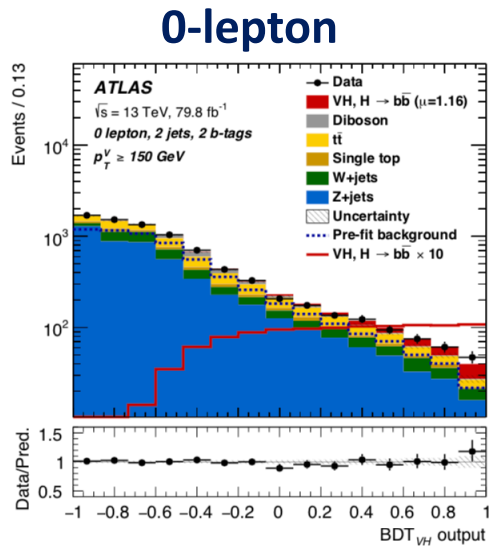 0-lepton
Events / 0.13
ATLAS
√s = 13 TeV, 79.8 fb⁻¹
0 lepton, 2 jets, 2 b-tags
p_T^V ≥ 150 GeV
Data
VH, H → bb̅ (μ=1.16)
Diboson
tt̅
Single top
W+jets
Z+jets
Uncertainty
Pre-fit background
VH, H → bb̅ × 10
10⁴
10³
10²
Data/Pred.
1.5
1
0.5
−1 −0.8 −0.6 −0.4 −0.2 0 0.2 0.4 0.6 0.8 1
BDT_VH output